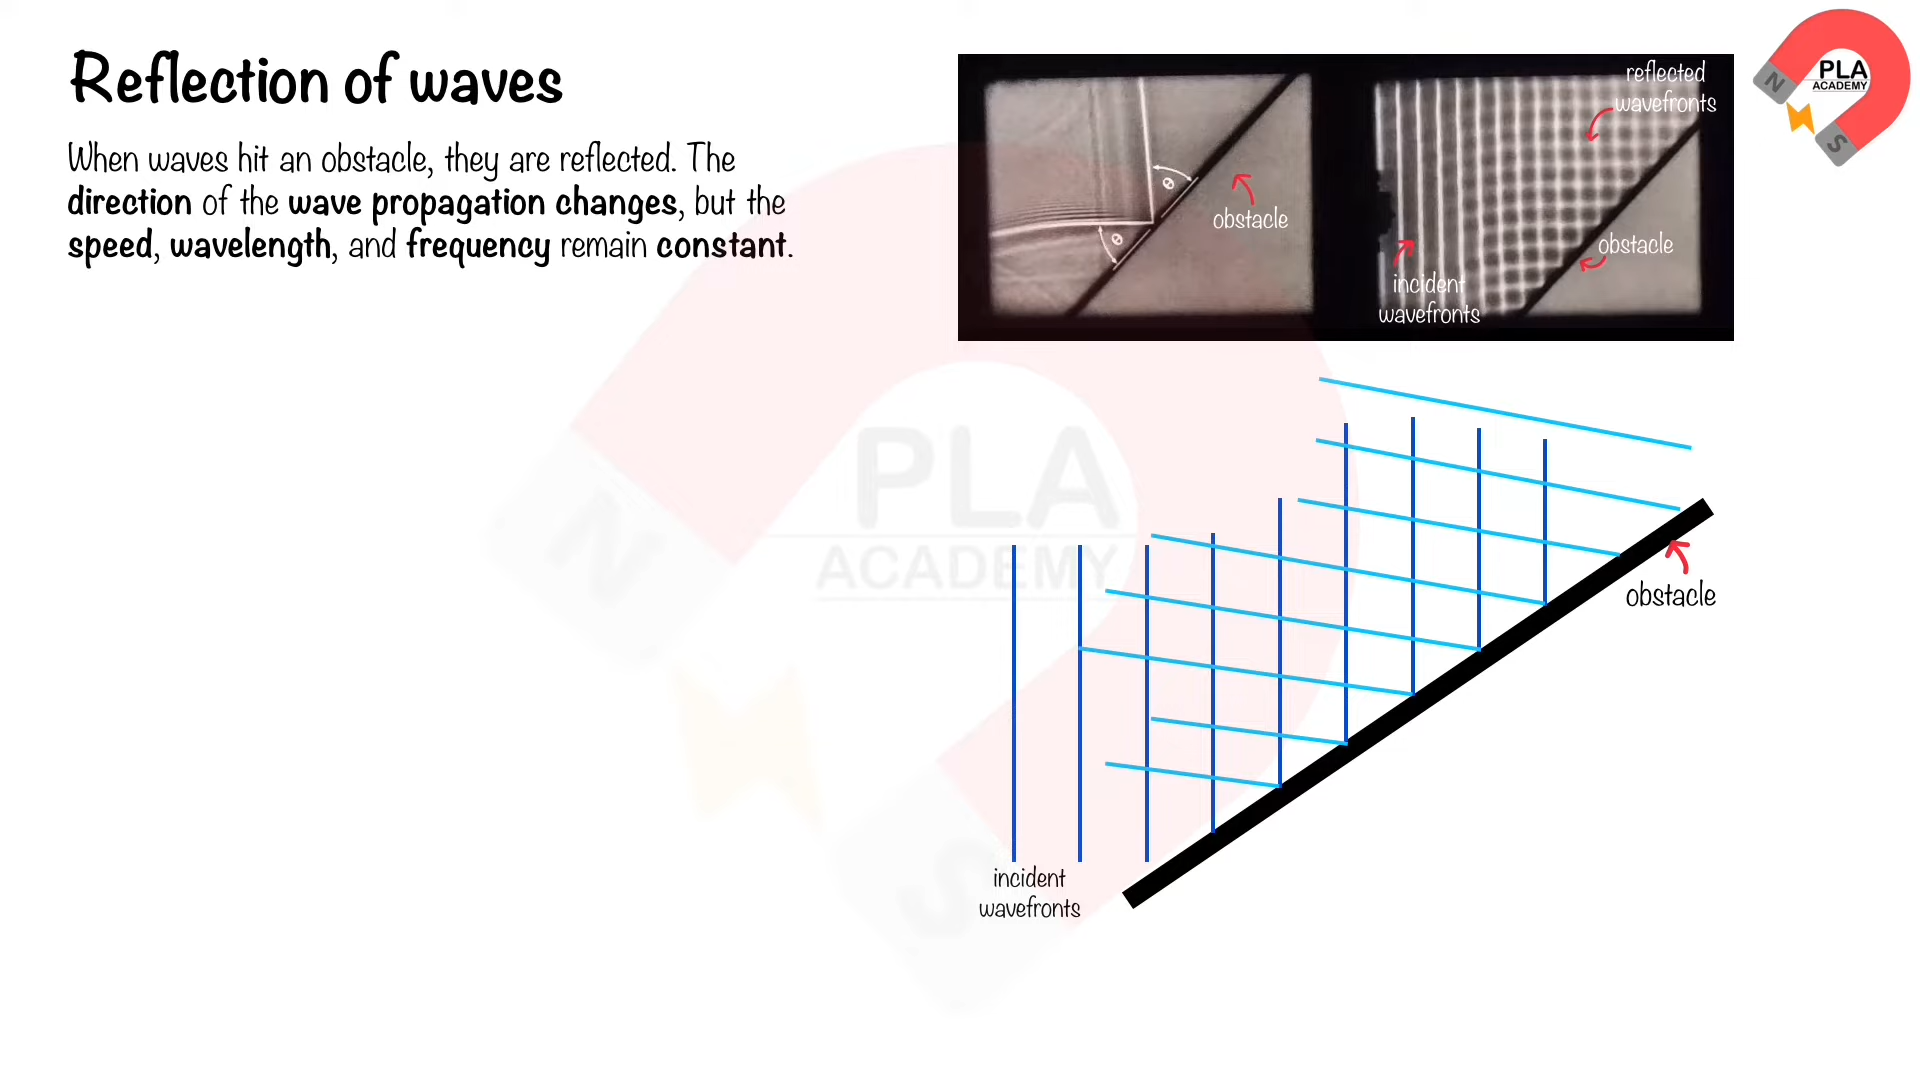 Reflection of waves
When waves hit an obstacle, they are reflected. The
direction of the wave propagation changes, but the
speed, wavelength, and frequency remain constant.
θ
θ
obstacle
reflected
wavefronts
obstacle
incident
wavefronts
N
PLA
ACADEMY
S
N
PLA
ACADEMY
S
obstacle
incident
wavefronts